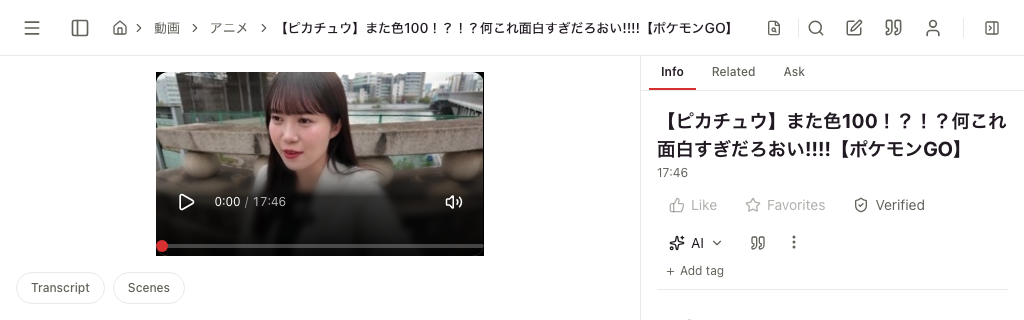 動画
アニメ
【ピカチュウ】また色100！？！？何これ面白すぎだろおい!!!!【ポケモンGO】
0:00 / 17:46
Transcript
Scenes
Info
Related
Ask
【ピカチュウ】また色100！？！？何これ
面白すぎだろおい!!!!【ポケモンGO】
17:46
Like
Favorites
Verified
AI
+ Add tag